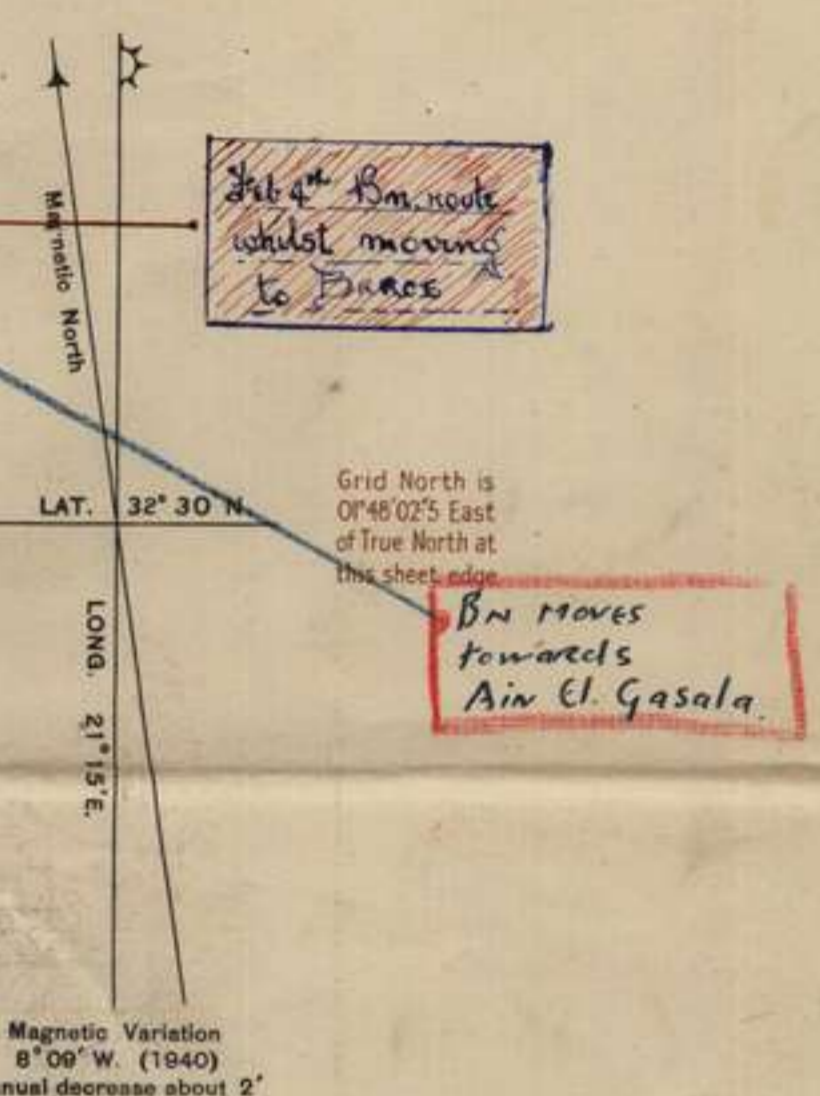 Magnetic North
Feb 4th Bn. route
whilst moving
to BARCE
LAT. 32° 30 N.
Grid North is
01°48'02"5 East
of True North at
this sheet edge
BN MOVES
towards
Ain El. Gasala.
LONG. 21° 15' E.
Magnetic Variation
8° 09' W. (1940)
nual decrease about 2'